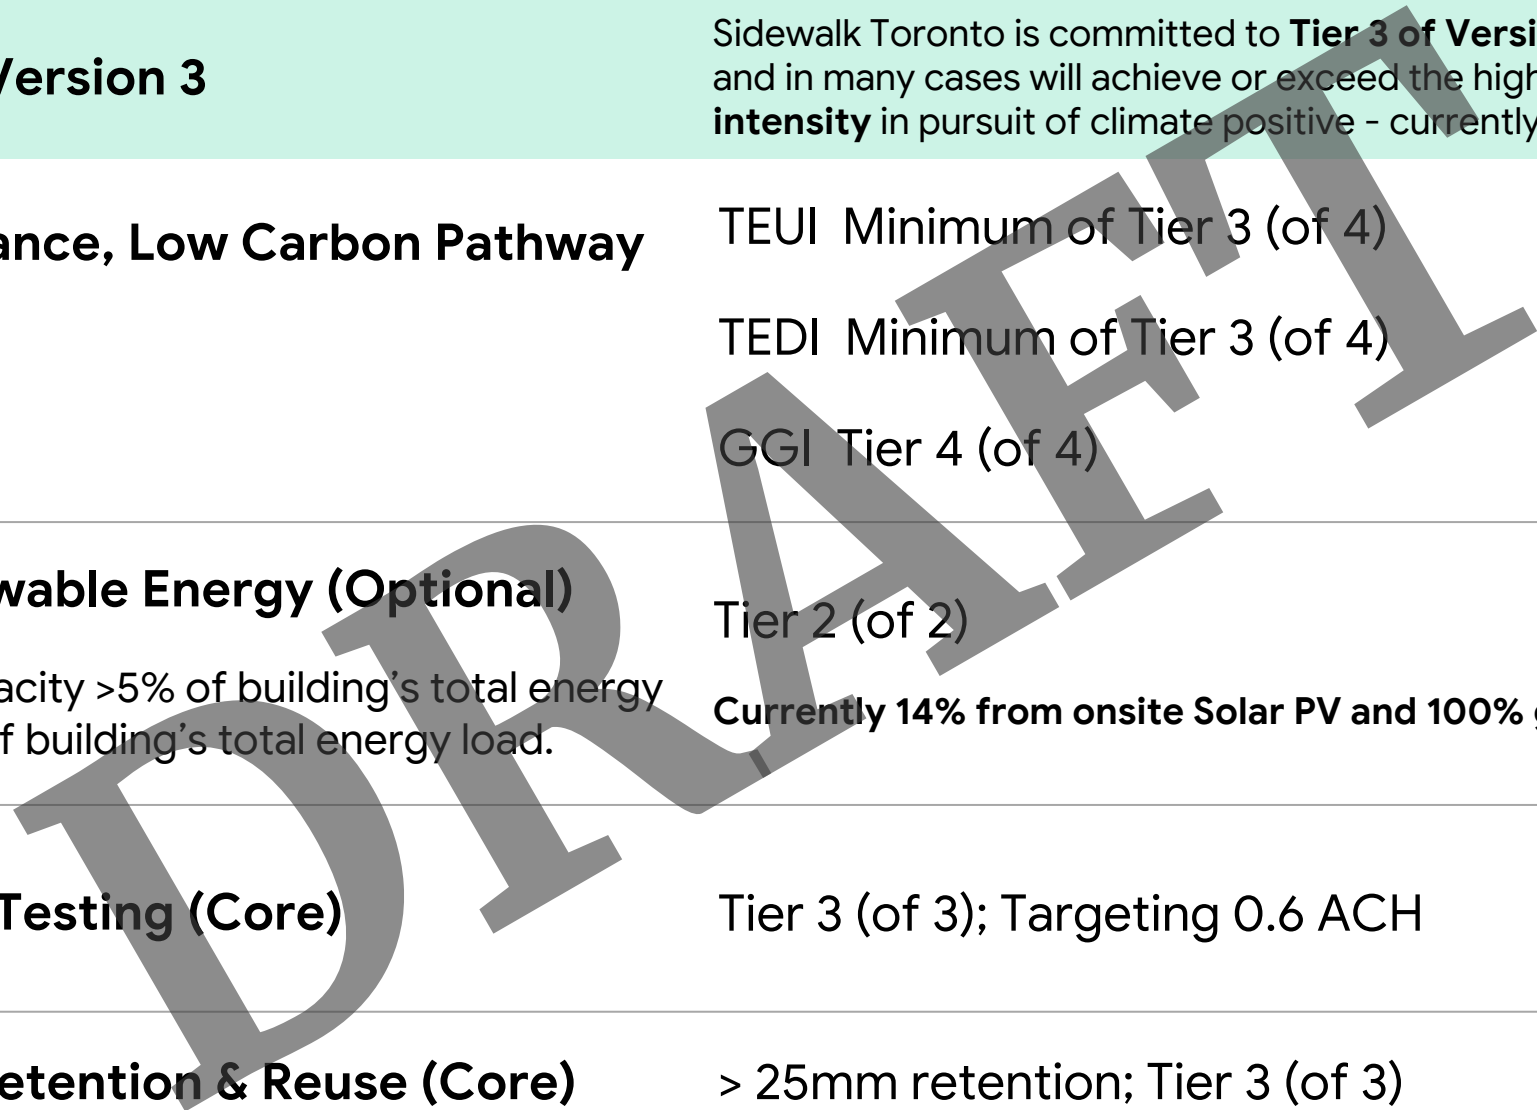 Version 3
Sidewalk Toronto is committed to Tier 3 of Versi
and in many cases will achieve or exceed the high
intensity in pursuit of climate positive - currently
ance, Low Carbon Pathway
TEUI Minimum of Tier 3 (of 4)
TEDI Minimum of Tier 3 (of 4)
GGI Tier 4 (of 4)
wable Energy (Optional)
acity >5% of building's total energy
f building's total energy load.
Tier 2 (of 2)
Currently 14% from onsite Solar PV and 100%
Testing (Core)
Tier 3 (of 3); Targeting 0.6 ACH
etention & Reuse (Core)
> 25mm retention; Tier 3 (of 3)
DRAFT